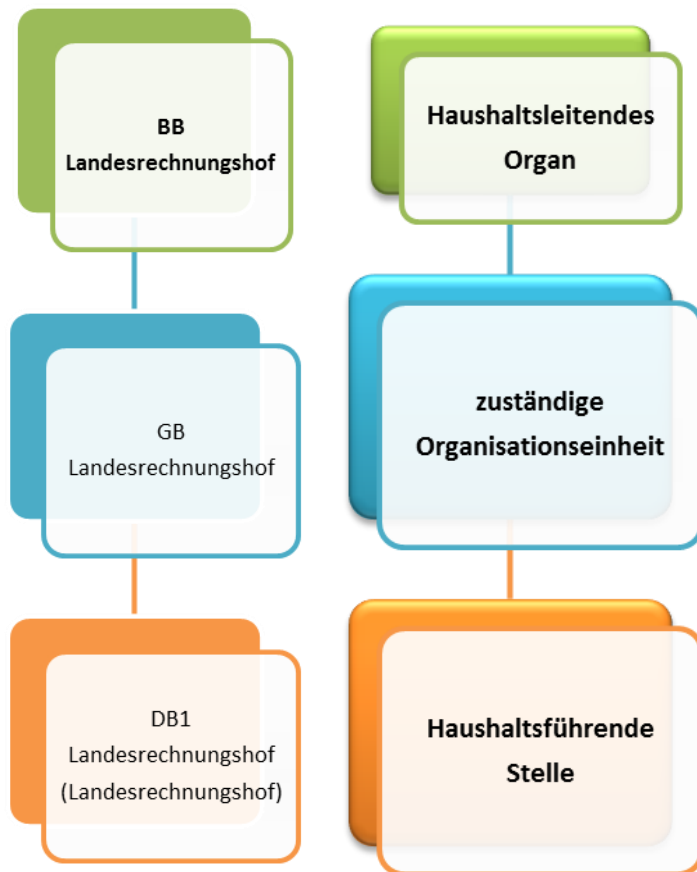 BB
Landesrechnungshof
Haushaltsleitendes
Organ
GB
Landesrechnungshof
zuständige
Organisationseinheit
DB1
Landesrechnungshof
(Landesrechnungshof)
Haushaltsführende
Stelle